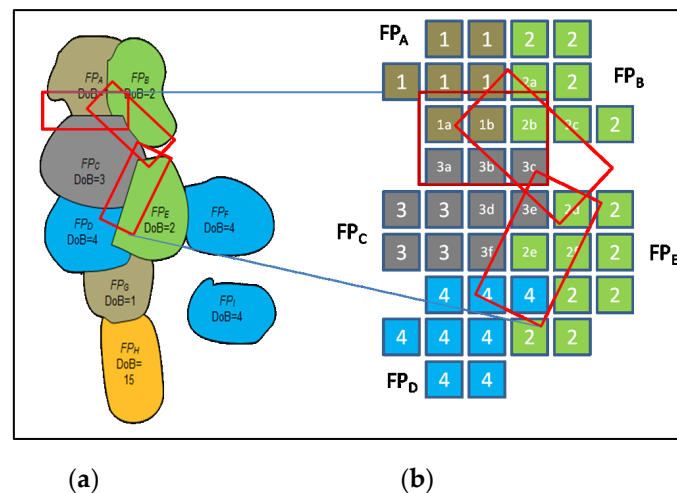 FPA
DoB=
FPB
DoB=2
FPC
DoB=3
FPD
DoB=4
FPE
DoB=2
FPF
DoB=4
FPG
DoB=1
FPI
DoB=4
FPH
DoB=
15
FPA 1 1 2 2
1 1 1 2a 2 FPB
1a 1b 2b 2c 2
3a 3b 3c
3 3 3d 3e 2d 2
FPC
3 3 3f 2e 2f 2 FPE
4 4 4 2 2
4 4 4 2 2
FPD 4 4
(a) (b)